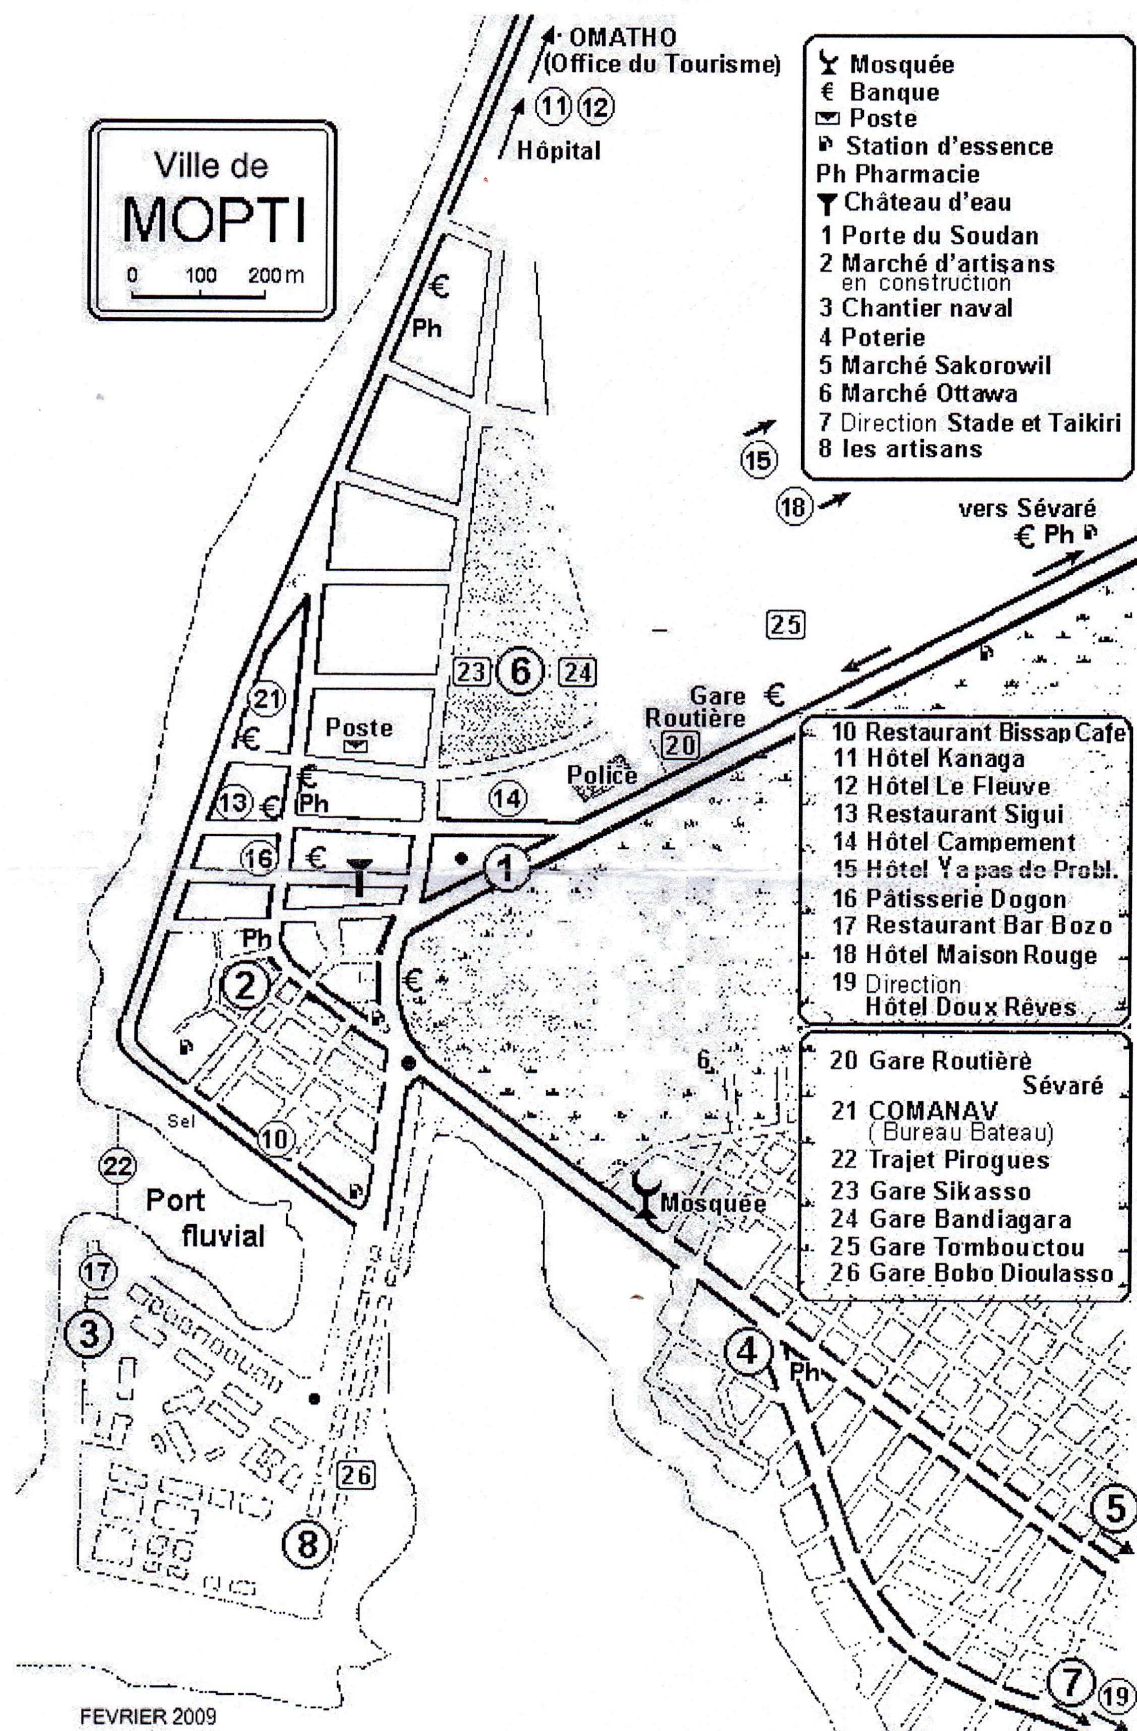 OMATHO
(Office du Tourisme)
11 12
Hôpital
Ville de
MOPTI
0 100 200 m
Mosquée
€ Banque
Poste
Station d'essence
Ph Pharmacie
Château d'eau
1 Porte du Soudan
2 Marché d'artisans
en construction
3 Chantier naval
4 Poterie
5 Marché Sakorowil
6 Marché Ottawa
7 Direction Stade et Taikiri
8 les artisans
€
Ph
15
18
vers Sévaré
€ Ph
25
23 6 24
21
€
Poste
Gare
Routière
€
20
Police
13 €
€
Ph
14
16 €
1
Ph
2
€
6
Sel
10
22
Port
fluvial
Mosquée
17
3
4
Ph
26
8
5
7 19
10 Restaurant Bissap Cafe
11 Hôtel Kanaga
12 Hôtel Le Fleuve
13 Restaurant Sigui
14 Hôtel Campement
15 Hôtel Y a pas de Probl.
16 Pâtisserie Dogon
17 Restaurant Bar Bozo
18 Hôtel Maison Rouge
19 Direction
Hôtel Doux Rêves
20 Gare Routière
Sévaré
21 COMANAV
( Bureau Bateau)
22 Trajet Pirogues
23 Gare Sikasso
24 Gare Bandiagara
25 Gare Tombouctou
26 Gare Bobo Dioulasso
FEVRIER 2009